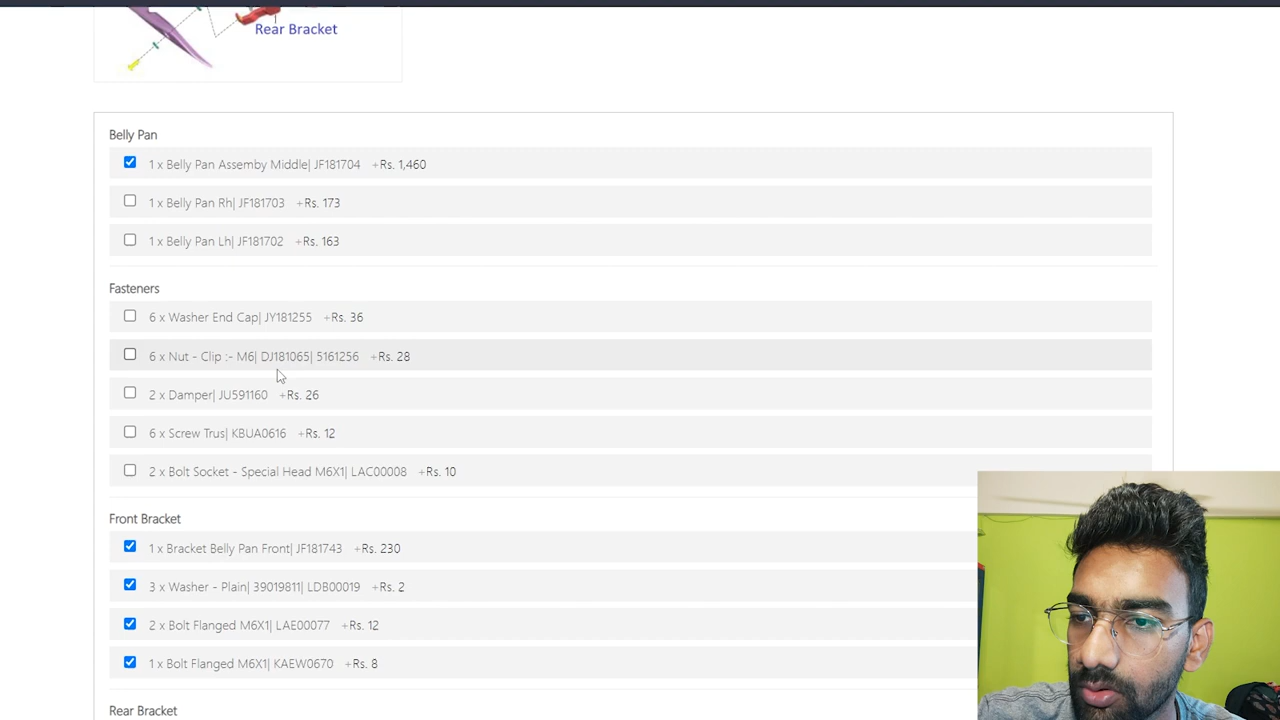 Rear Bracket
Belly Pan
1 x Belly Pan Assemby Middle| JF181704 +Rs. 1,460
1 x Belly Pan Rh| JF181703 +Rs. 173
1 x Belly Pan Lh| JF181702 +Rs. 163
Fasteners
6 x Washer End Cap| JY181255 +Rs. 36
6 x Nut - Clip :- M6| DJ181065| 5161256 +Rs. 28
2 x Damper| JU591160 +Rs. 26
6 x Screw Trus| KBUA0616 +Rs. 12
2 x Bolt Socket - Special Head M6X1| LAC00008 +Rs. 10
Front Bracket
1 x Bracket Belly Pan Front| JF181743 +Rs. 230
3 x Washer - Plain| 39019811| LDB00019 +Rs. 2
2 x Bolt Flanged M6X1| LAE00077 +Rs. 12
1 x Bolt Flanged M6X1| KAEW0670 +Rs. 8
Rear Bracket